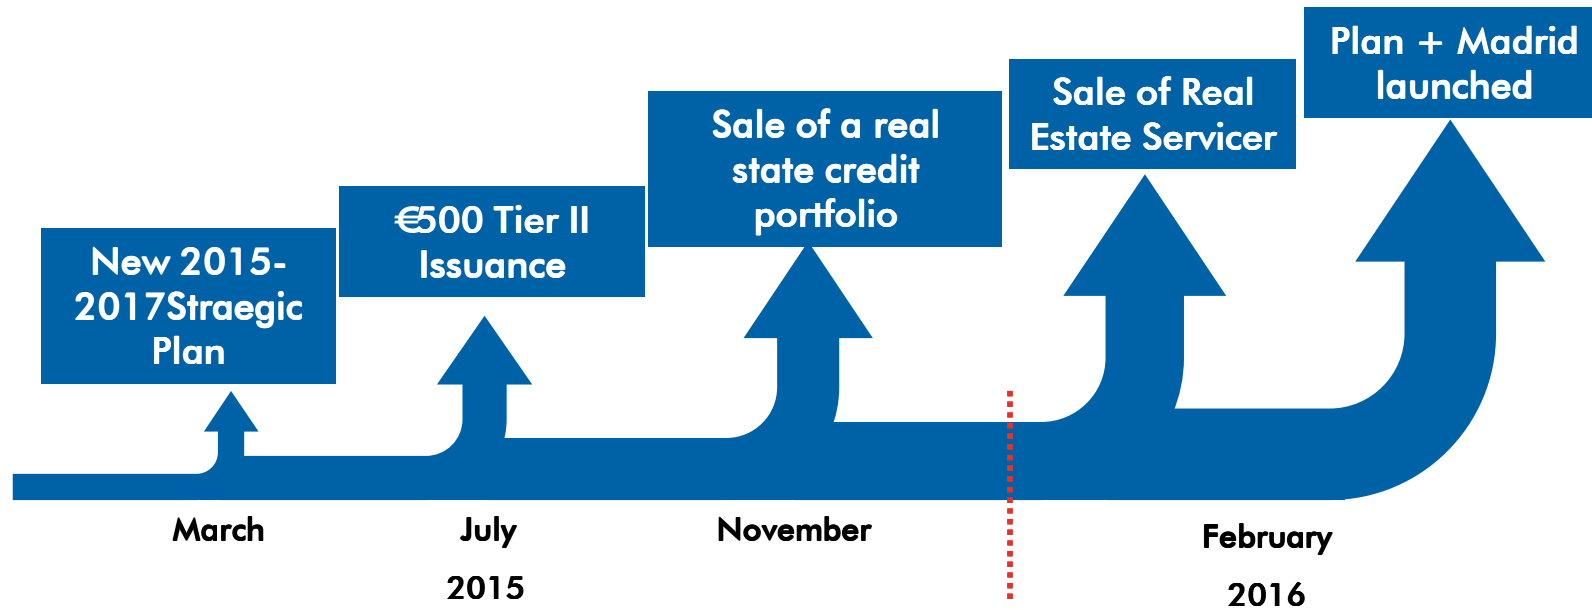 New 2015-
2017Straegic
Plan
€500 Tier II
Issuance
Sale of a real
state credit
portfolio
Sale of Real
Estate Servicer
Plan + Madrid
launched
March
July
November
February
2015
2016